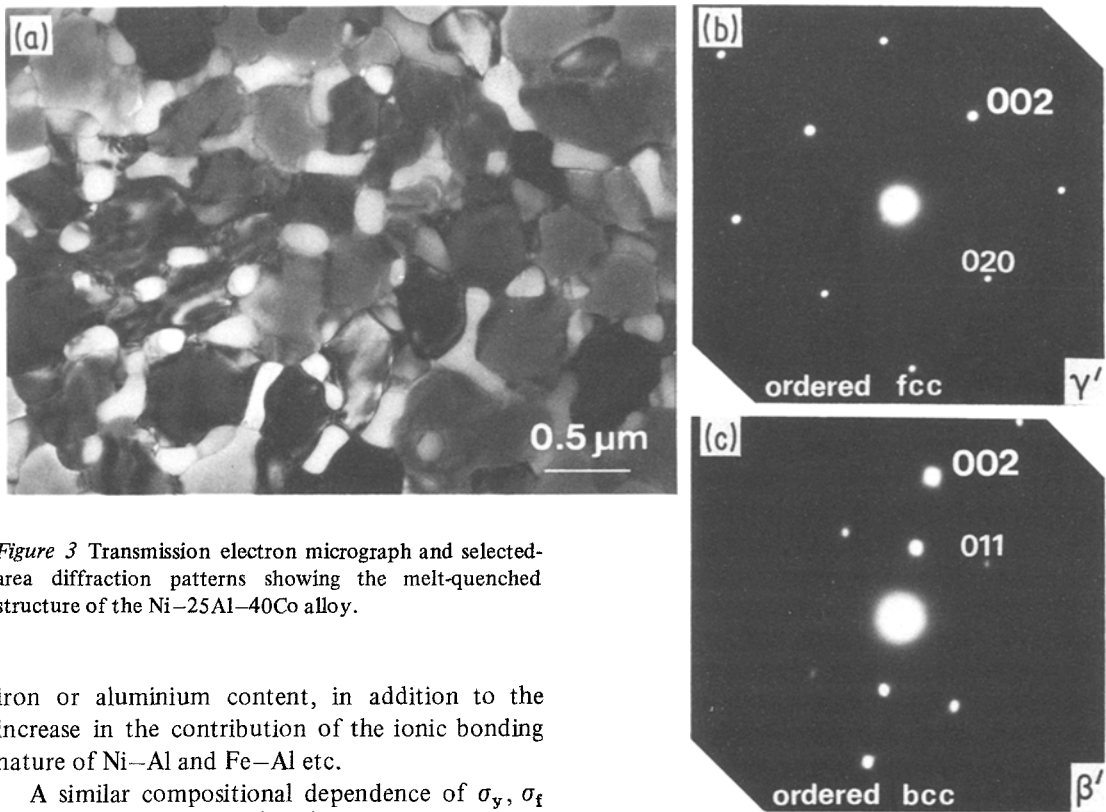 (a)
0.5 μm
(b)
002
020
ordered fcc
γ′
(c)
002
011
ordered bcc
β′
Figure 3 Transmission electron micrograph and selected-
area diffraction patterns showing the melt-quenched
structure of the Ni–25Al–40Co alloy.
iron or aluminium content, in addition to the
increase in the contribution of the ionic bonding
nature of Ni–Al and Fe–Al etc.
A similar compositional dependence of σy, σf